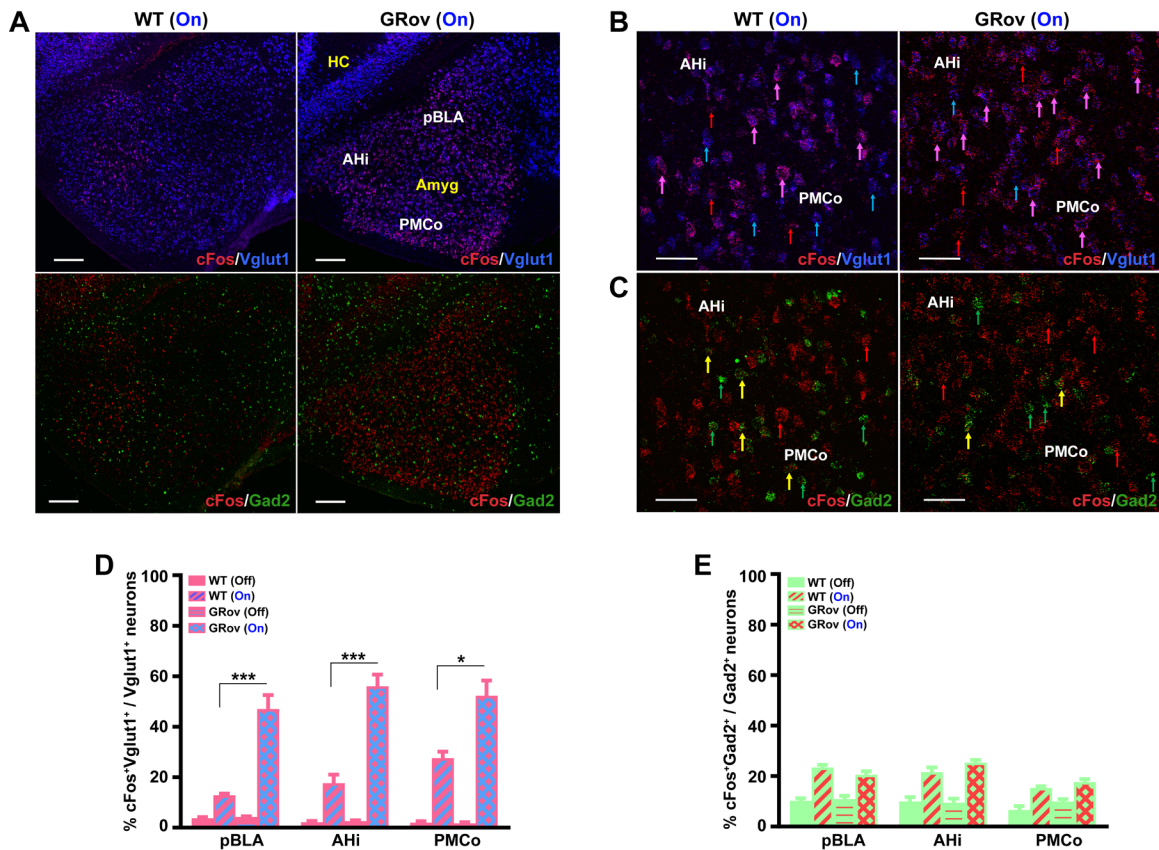 A
WT (On)
GRov (On)
HC
pBLA
AHi
Amyg
PMCo
cFos/Vglut1
cFos/Vglut1
cFos/Gad2
cFos/Gad2
B
WT (On)
GRov (On)
AHi
AHi
PMCo
PMCo
cFos/Vglut1
cFos/Vglut1
C
AHi
AHi
PMCo
PMCo
cFos/Gad2
cFos/Gad2
D
% cFos⁺Vglut1⁺ / Vglut1⁺ neurons
100
80
60
40
20
0
WT (Off)
WT (On)
GRov (Off)
GRov (On)
***
***
*
pBLA
AHi
PMCo
E
% cFos⁺Gad2⁺ / Gad2⁺ neurons
100
80
60
40
20
0
WT (Off)
WT (On)
GRov (Off)
GRov (On)
pBLA
AHi
PMCo